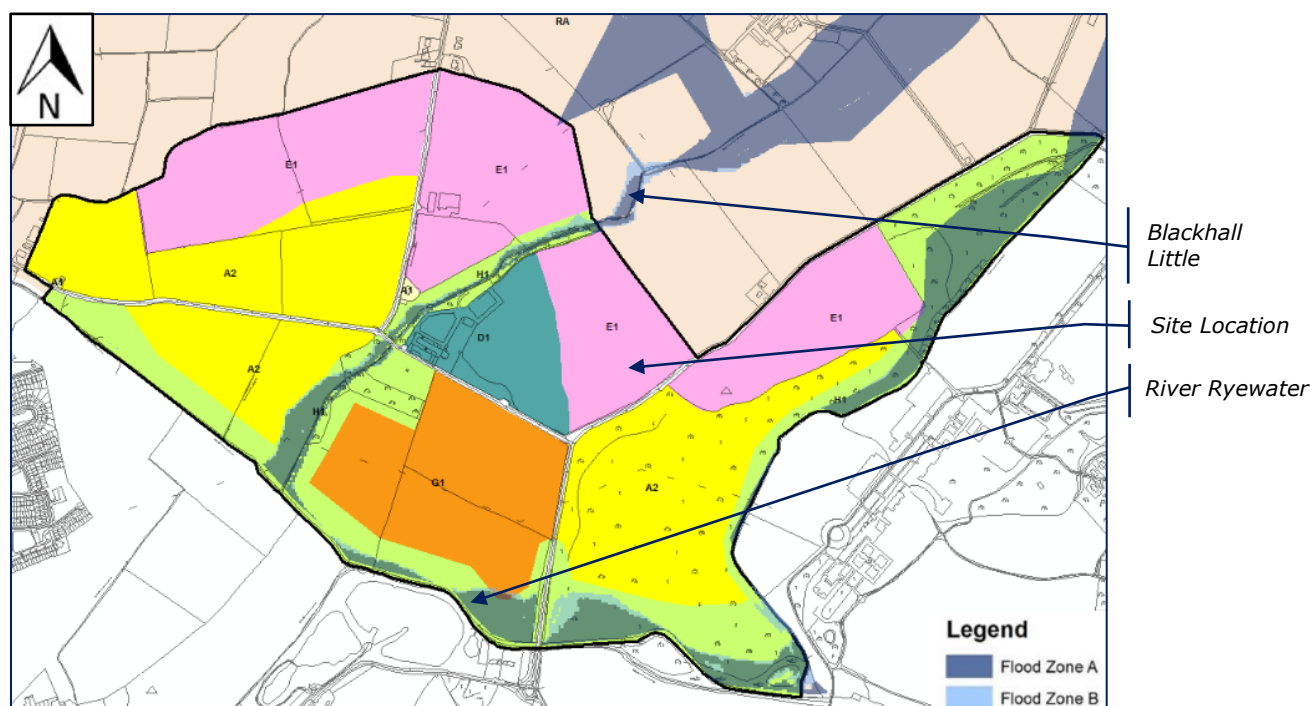 RA
N
E1
E1
Blackhall
Little
A2
H1
A1
A1
E1
Site Location
D1
E1
River Ryewater
A2
H1
H1
G1
A2
Legend
Flood Zone A
Flood Zone B